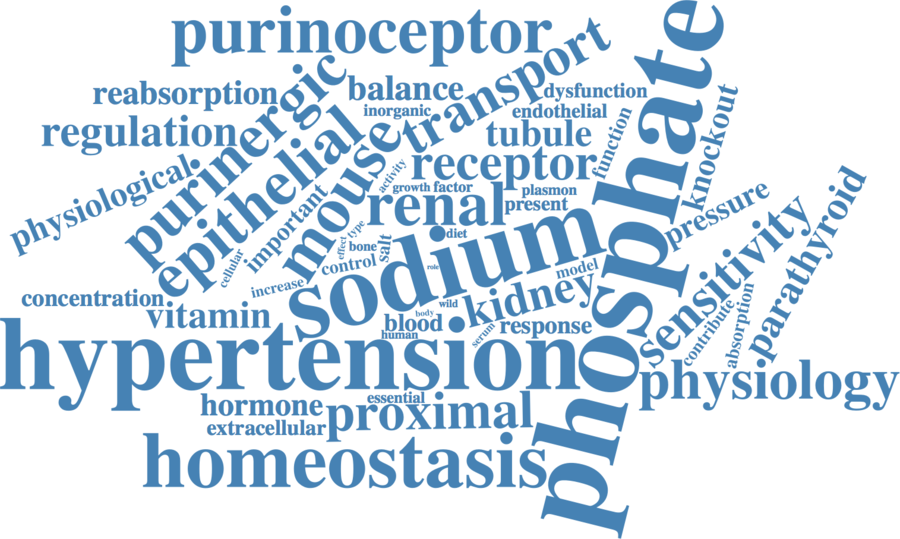 purinoceptor
phosphate
transport
reabsorption
balance
dysfunction
purinergic
inorganic
endothelial
regulation
epithelial
mouse
tubule
function
knockout
physiological
receptor
activity
growth factor
plasmon
important
renal
present
pressure
parathyroid
sensitivity
sodium
diet
type
effect
bone
salt
cellular
control
role
model
increase
concentration
wild
kidney
vitamin
body
blood
human
serum
response
contribute
absorption
hypertension
physiology
essential
hormone
proximal
extracellular
homeostasis